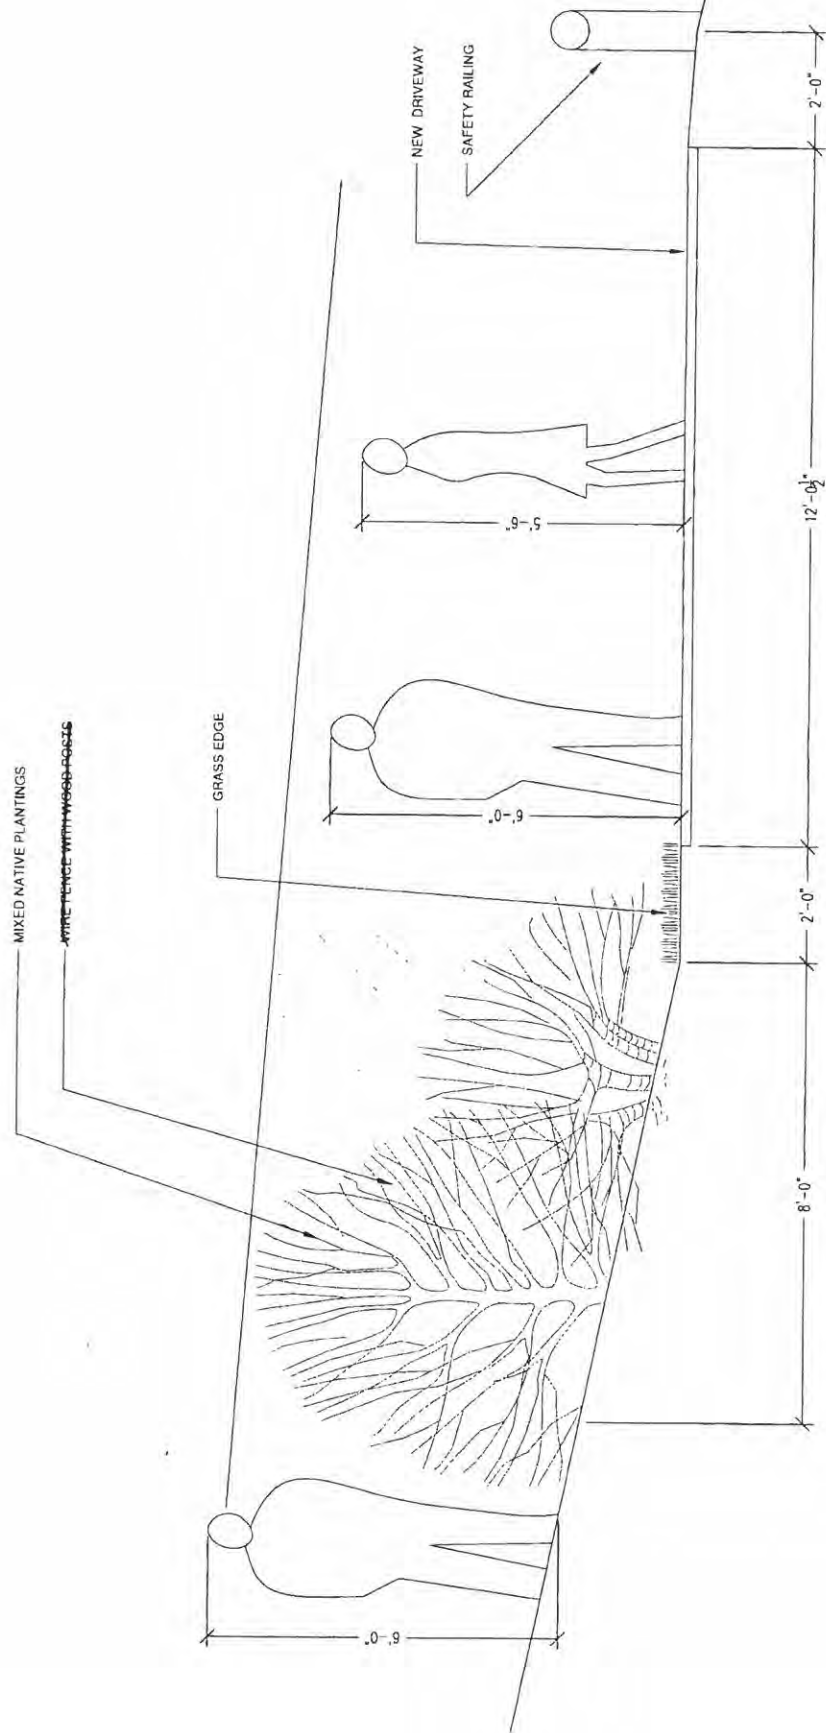 MIXED NATIVE PLANTINGS
WIRE FENCE WITH WOOD POSTS
GRASS EDGE
NEW DRIVEWAY
SAFETY RAILING
6'-0"
6'-0"
5'-6"
8'-0"
2'-0"
12'-0½"
2'-0"